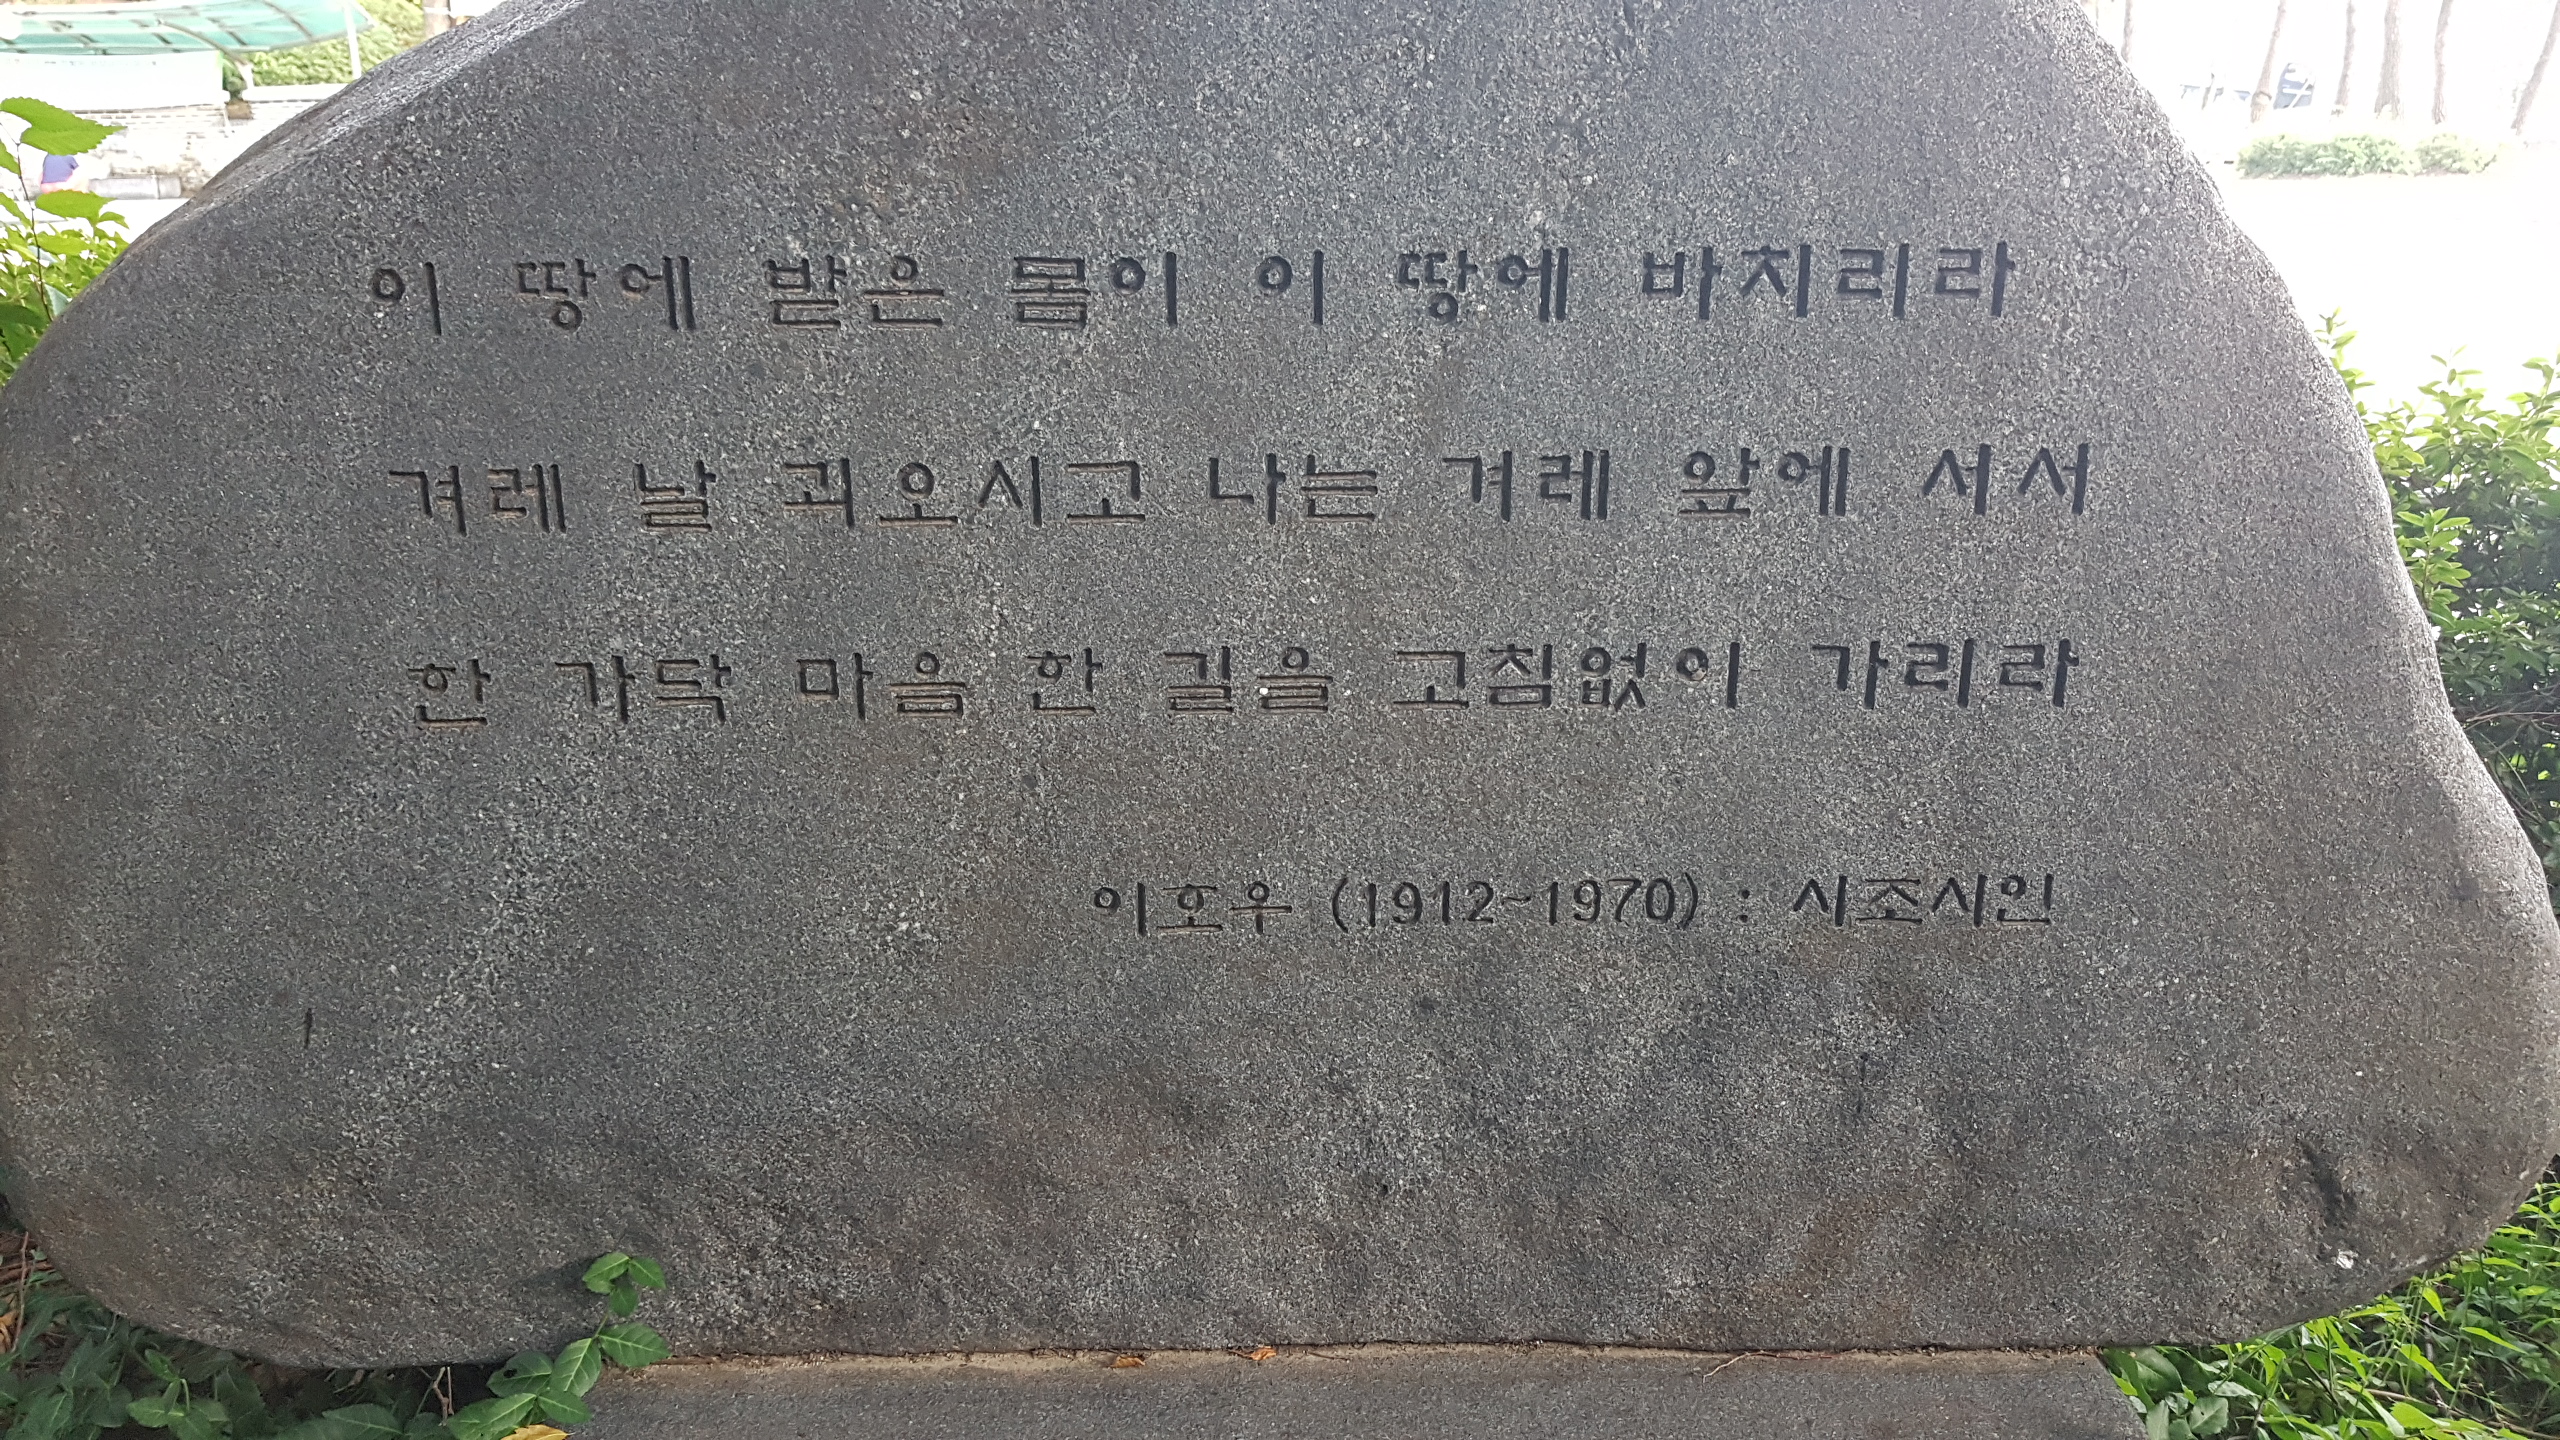 이 땅에 받은 몸이 이 땅에 바치리라
겨레 날 괴오시고 나는 겨레 앞에 서서
한 가닥 마음 한 길을 고침없이 가리라
이호우 (1912~1970) : 시조시인